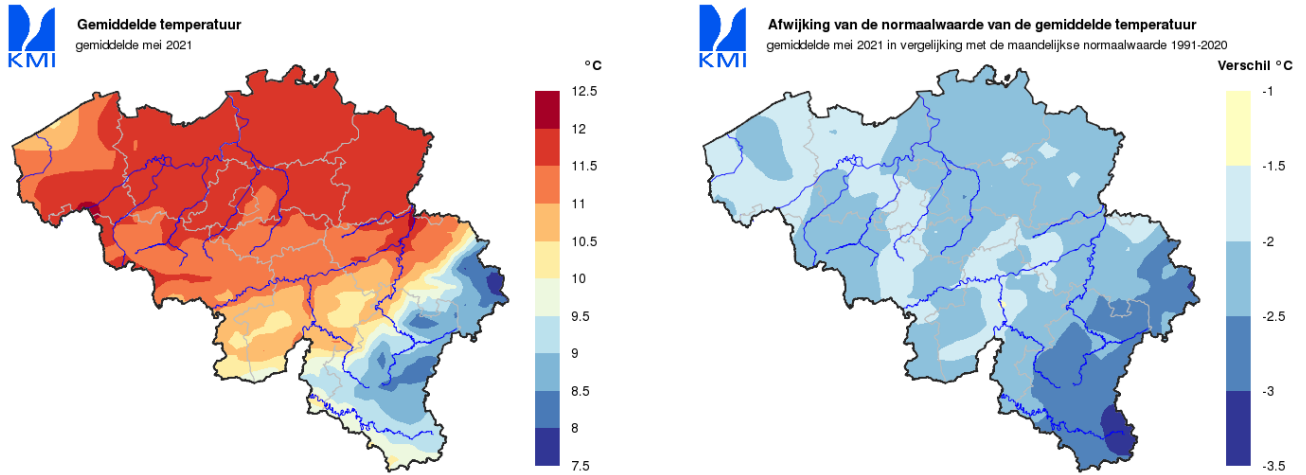 KMI
Gemiddelde temperatuur
gemiddelde mei 2021
°C
12.5
12
11.5
11
10.5
10
9.5
9
8.5
8
7.5
KMI
Afwijking van de normaalwaarde van de gemiddelde temperatuur
gemiddelde mei 2021 in vergelijking met de maandelijkse normaalwaarde 1991-2020
Verschil °C
-1
-1.5
-2
-2.5
-3
-3.5